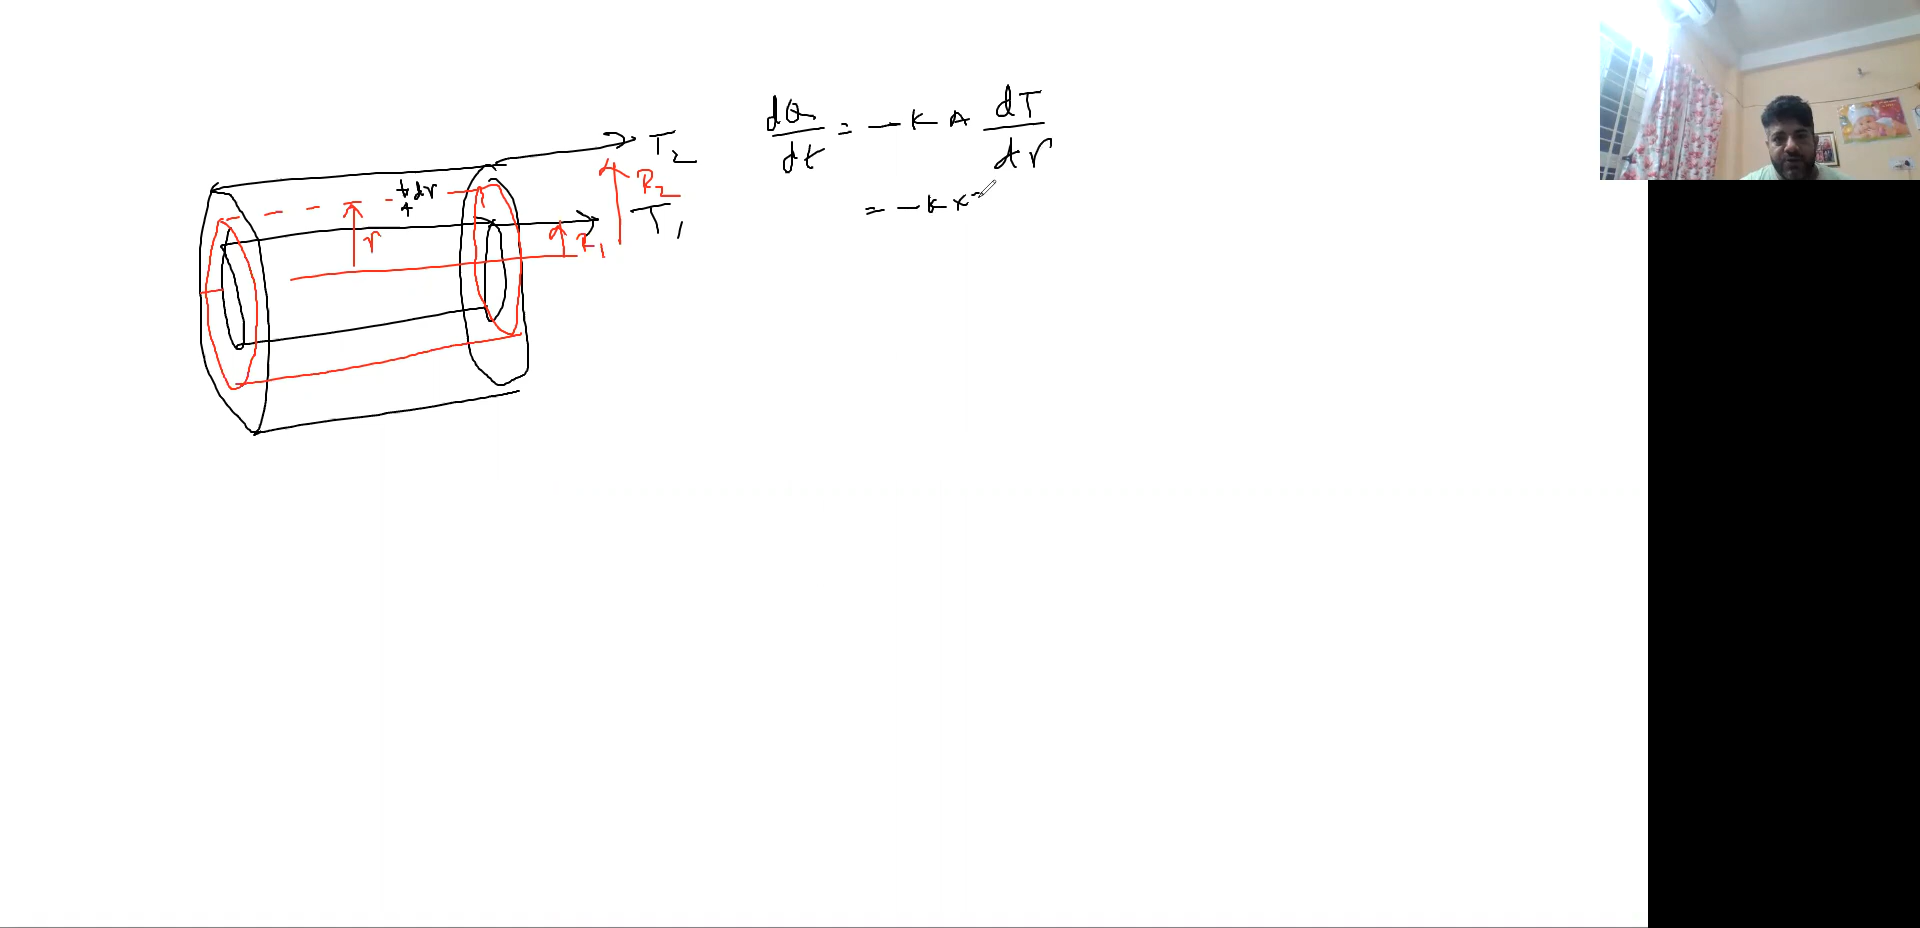 dQ/dt = -KA dT/dr
= -K×
T₂
dr
R₂
T₁
r
R₁